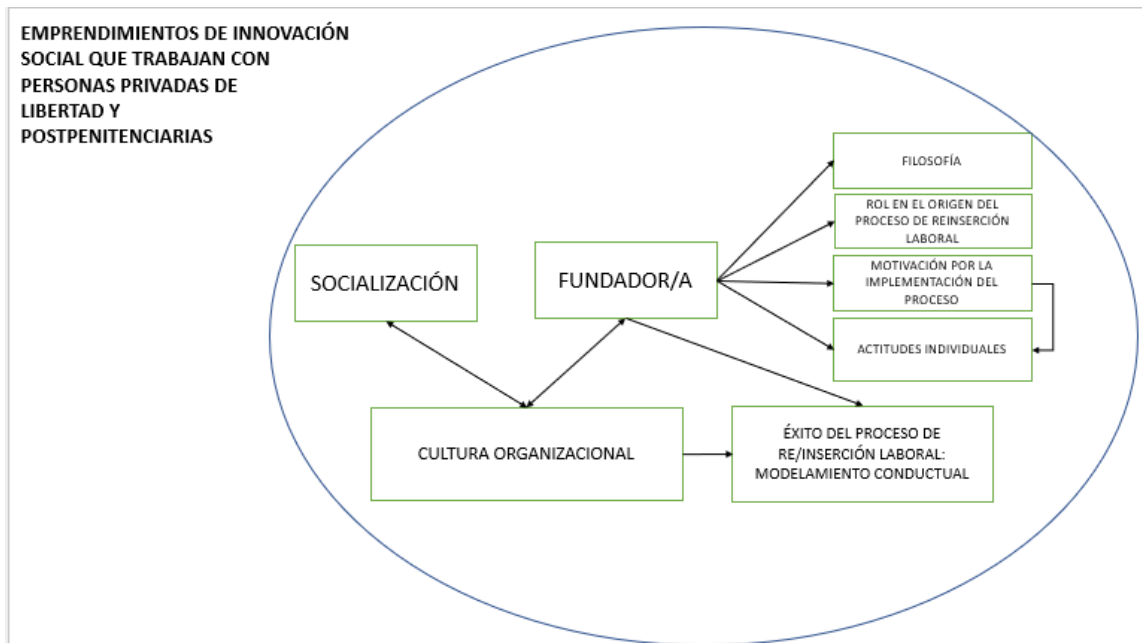 EMPRENDIMIENTOS DE INNOVACIÓN
SOCIAL QUE TRABAJAN CON
PERSONAS PRIVADAS DE
LIBERTAD Y
POSTPENITENCIARIAS
FILOSOFÍA
ROL EN EL ORIGEN DEL
PROCESO DE REINSERCIÓN
LABORAL
SOCIALIZACIÓN
FUNDADOR/A
MOTIVACIÓN POR LA
IMPLEMENTACIÓN DEL
PROCESO
ACTITUDES INDIVIDUALES
CULTURA ORGANIZACIONAL
ÉXITO DEL PROCESO DE
RE/INSERCIÓN LABORAL:
MODELAMIENTO CONDUCTUAL